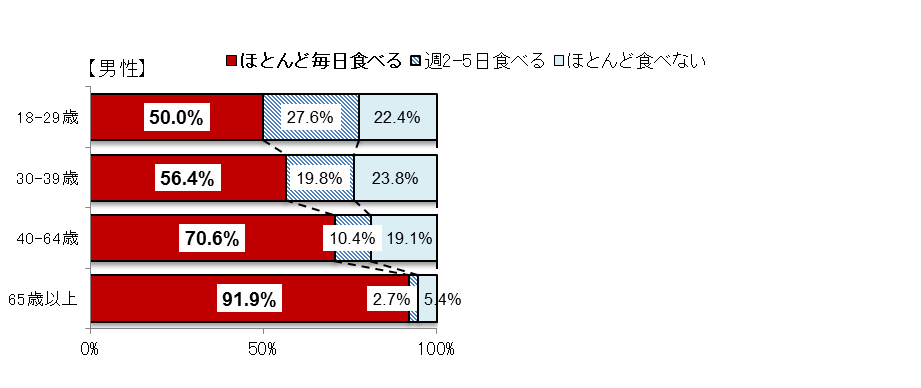 ■ほとんど毎日食べる ■週2-5日食べる □ほとんど食べない
【男性】
18-29歳 50.0% 27.6% 22.4%
30-39歳 56.4% 19.8% 23.8%
40-64歳 70.6% 10.4% 19.1%
65歳以上 91.9% 2.7% 5.4%
0% 50% 100%